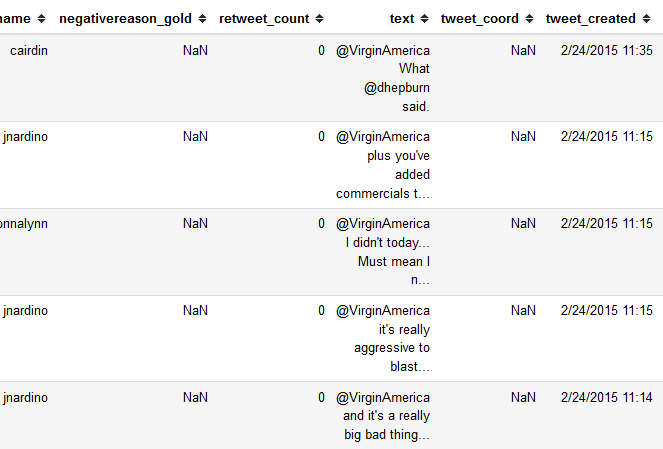 name negativereason_gold retweet_count text tweet_coord tweet_created
cairdin NaN 0 @VirginAmerica NaN 2/24/2015 11:35
What
@dhepburn
said.
jnardino NaN 0 @VirginAmerica NaN 2/24/2015 11:15
plus you've
added
commercials t...
onnalynn NaN 0 @VirginAmerica NaN 2/24/2015 11:15
I didn't today...
Must mean I
n...
jnardino NaN 0 @VirginAmerica NaN 2/24/2015 11:15
it's really
aggressive to
blast...
jnardino NaN 0 @VirginAmerica NaN 2/24/2015 11:14
and it's a really
big bad thing...